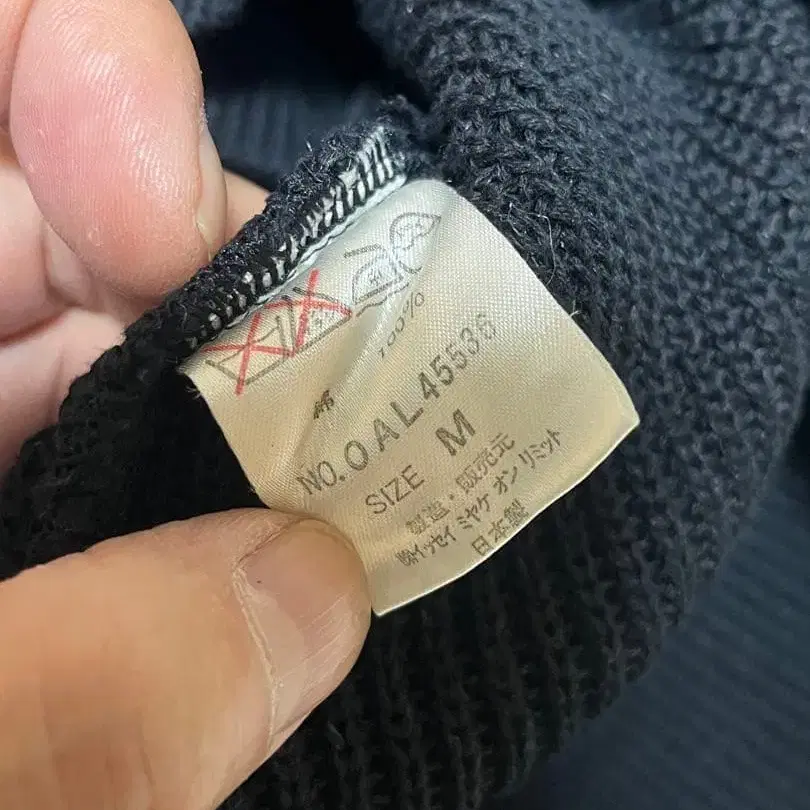 綿 100%
NO. OAL45536
SIZE M
製造・販売元
㈱イッセイ ミヤケ オン リミット
日本製